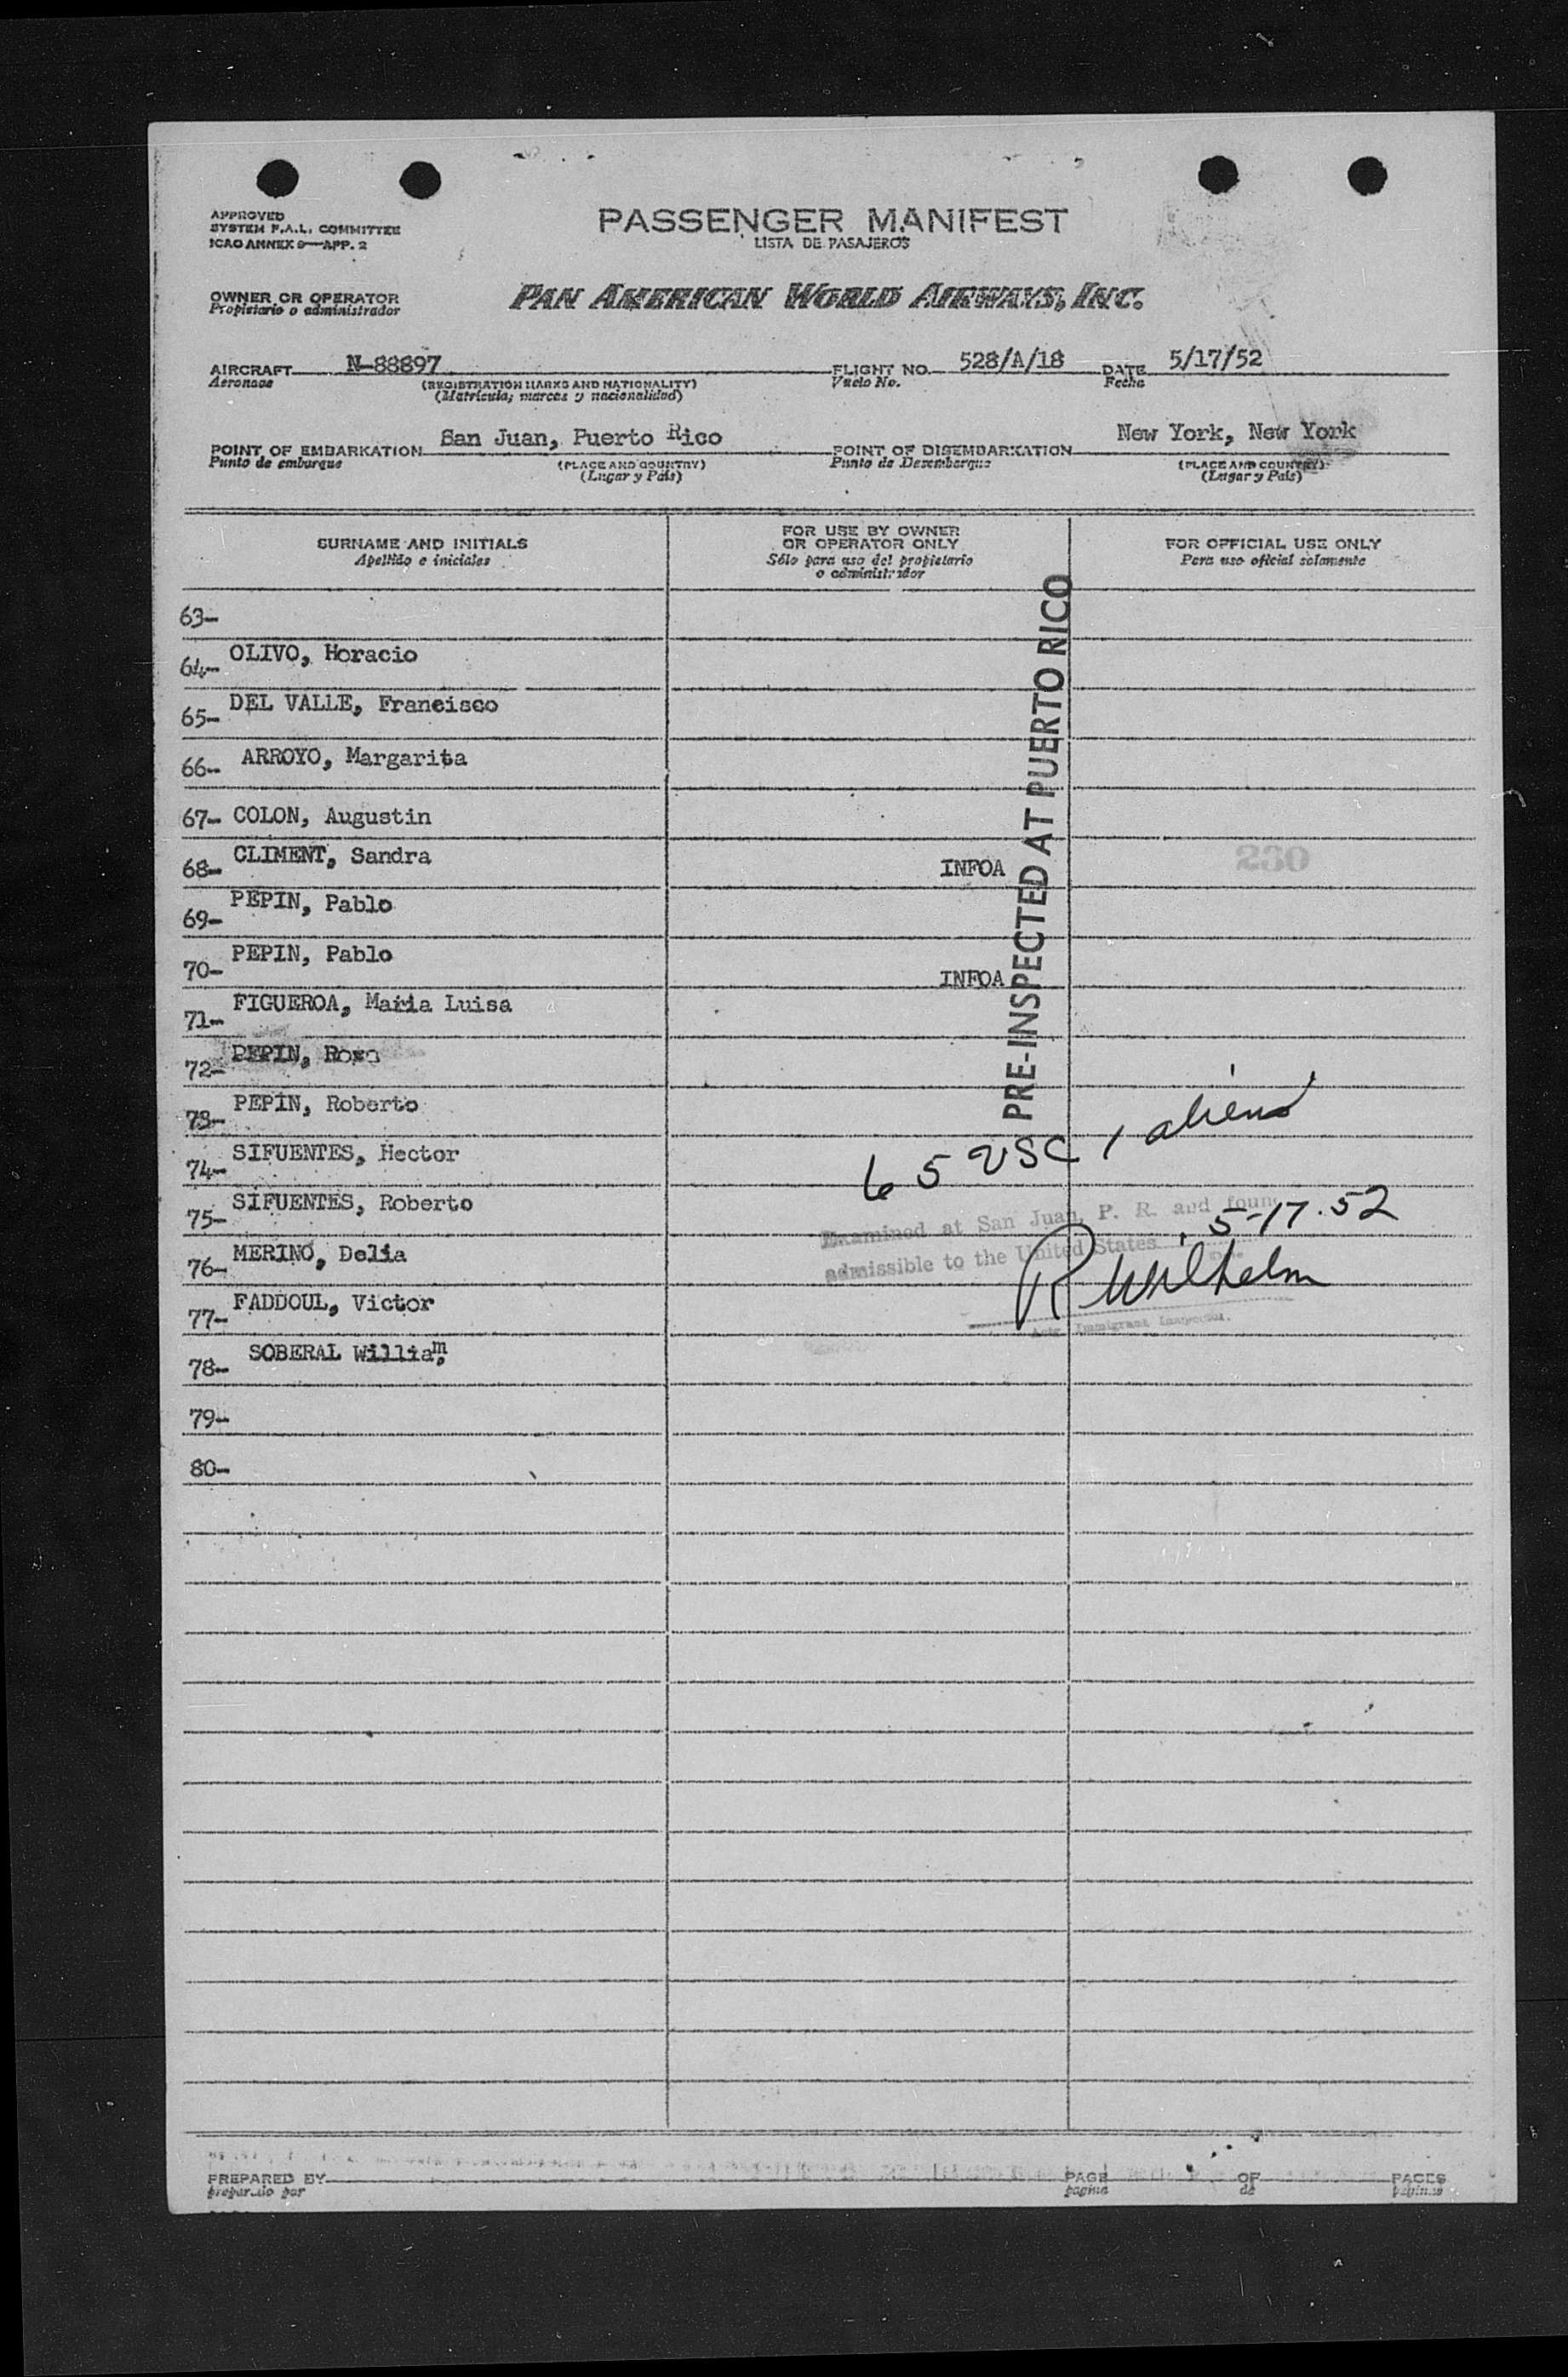 APPROVED
SYSTEM F.A.L. COMMITTEE
ICAO ANNEX 9—APP. 2
PASSENGER MANIFEST
LISTA DE PASAJEROS
OWNER OR OPERATOR
Propietario o administrador
PAN AMERICAN WORLD AIRWAYS, INC.
AIRCRAFT N-88897
Aeronave
(REGISTRATION MARKS AND NATIONALITY)
(Matrícula, marcas y nacionalidad)
FLIGHT NO. 528/A/18
Vuelo No.
DATE 5/17/52
Fecha
POINT OF EMBARKATION San Juan, Puerto Rico
Punto de embarque
(PLACE AND COUNTRY)
(Lugar y País)
POINT OF DISEMBARKATION New York, New York
Punto de Desembarque
(PLACE AND COUNTRY)
(Lugar y País)
SURNAME AND INITIALS
Apellido e iniciales
FOR USE BY OWNER
OR OPERATOR ONLY
Sólo para uso del propietario
o administrador
FOR OFFICIAL USE ONLY
Para uso oficial solamente
63-
64- OLIVO, Horacio
65- DEL VALLE, Francisco
66- ARROYO, Margarita
67- COLON, Augustin
68- CLIMENT, Sandra INFOA
230
69- PEPIN, Pablo
70- PEPIN, Pablo INFOA
71- FIGUEROA, Maria Luisa
72- PEPIN, Rosa
73- PEPIN, Roberto
74- SIFUENTES, Hector
75- SIFUENTES, Roberto
76- MERINO, Delia
77- FADDOUL, Victor
78- SOBERAL William,
79-
80-
PRE-INSPECTED AT PUERTO RICO
65 USC 1 aliens
Examined at San Juan, P. R. and found
admissible to the United States
5-17-52
R Wilhelm
Immigrant Inspector.
PREPARED BY
preparado por
PAGE
pagina
OF
de
PAGES
paginas